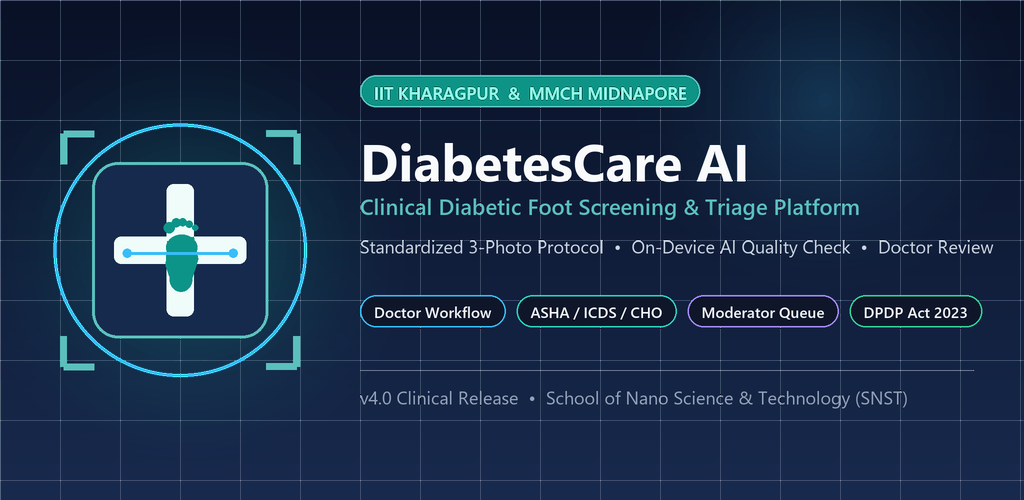 IIT KHARAGPUR & MMCH MIDNAPORE
DiabetesCare AI
Clinical Diabetic Foot Screening & Triage Platform
Standardized 3-Photo Protocol • On-Device AI Quality Check • Doctor Review
Doctor Workflow ASHA / ICDS / CHO Moderator Queue DPDP Act 2023
v4.0 Clinical Release • School of Nano Science & Technology (SNST)